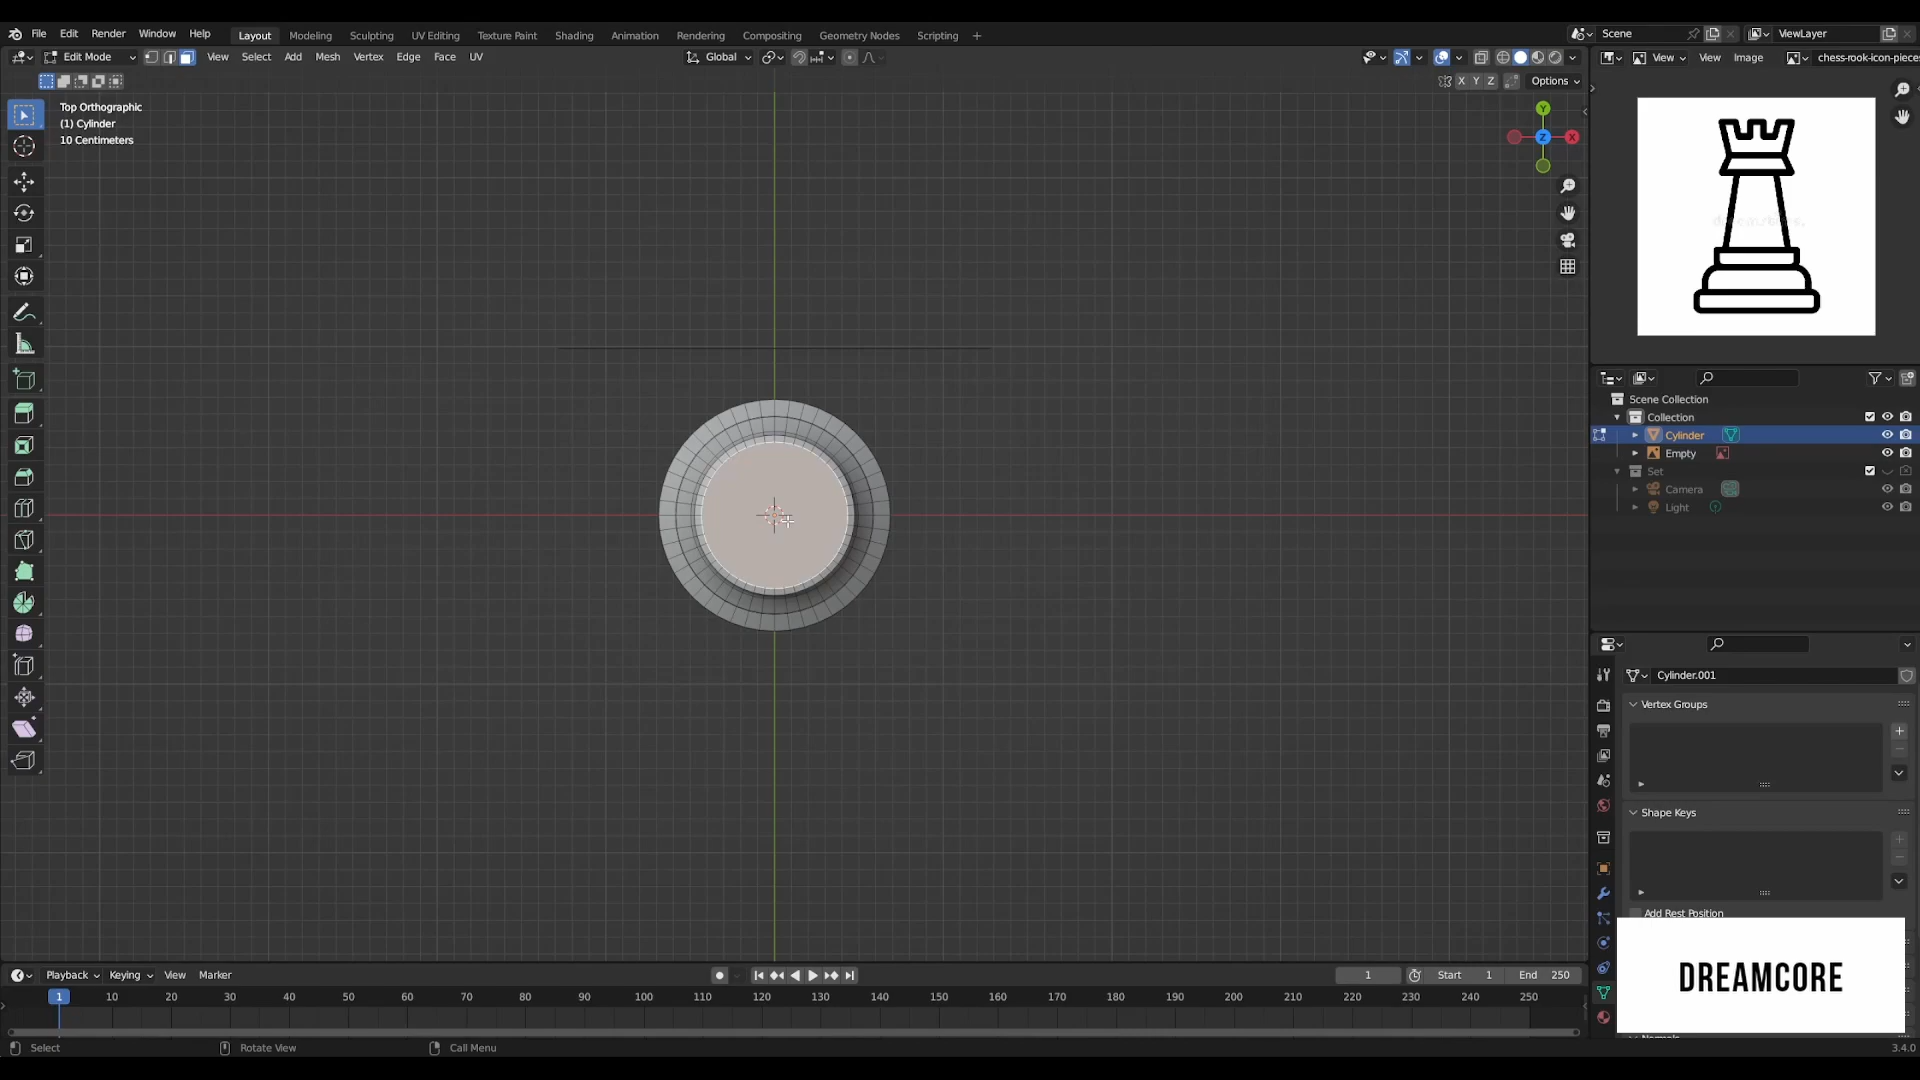 File Edit Render Window Help Layout Modeling Sculpting UV Editing Texture Paint Shading Animation Rendering Compositing Geometry Nodes Scripting + Scene ViewLayer
Edit Mode View Select Add Mesh Vertex Edge Face UV Global View View Image chess-rook-icon-pieces
X Y Z Options
Top Orthographic
(1) Cylinder
10 Centimeters
Y
Z X
Scene Collection
Collection
Cylinder
Empty
Set
Camera
Light
Cylinder.001
Vertex Groups
Shape Keys
Add Rest Position
DREAMCORE
Playback Keying View Marker 1 Start 1 End 250
1 10 20 30 40 50 60 70 80 90 100 110 120 130 140 150 160 170 180 190 200 210 220 230 240 250
Select Rotate View Call Menu 3.4.0